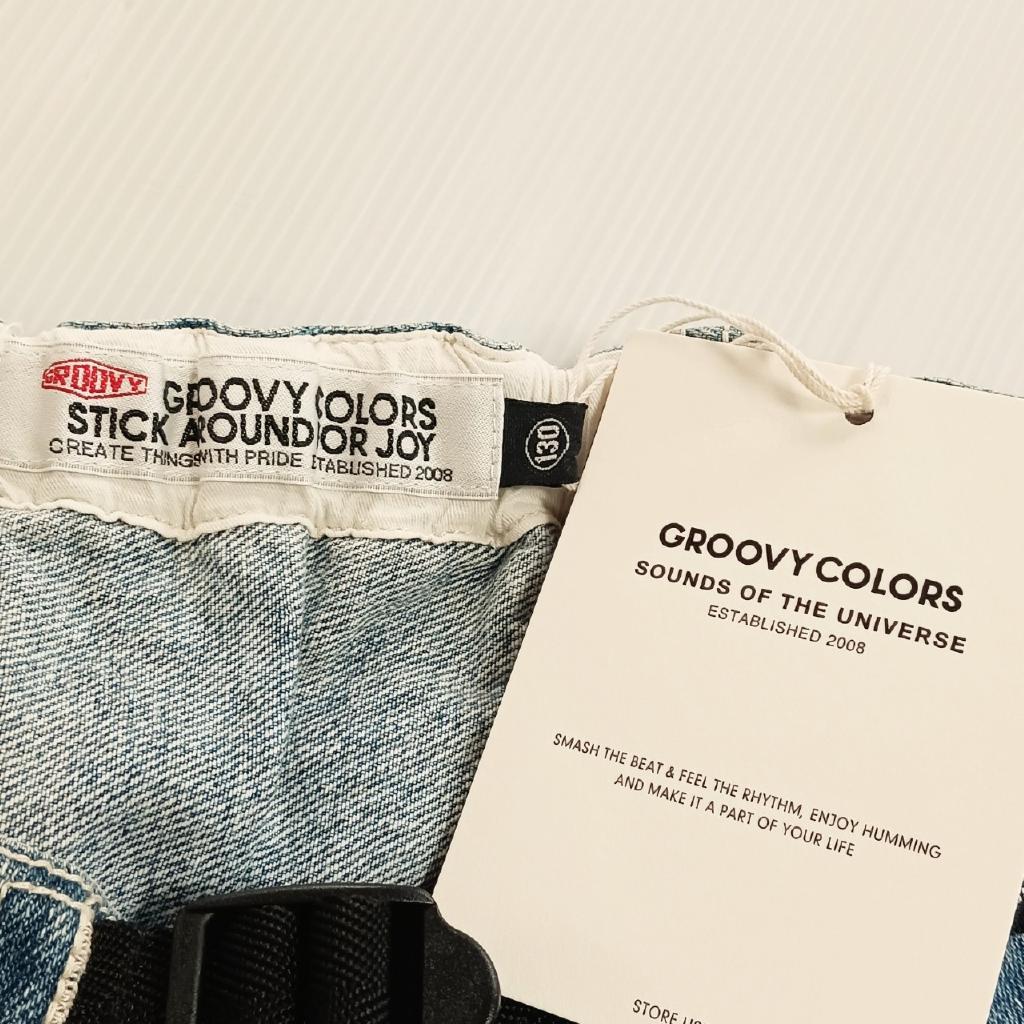 GROOVY
GROOVY COLORS
STICK AROUND FOR JOY
CREATE THINGS WITH PRIDE ESTABLISHED 2008
130
GROOVY COLORS
SOUNDS OF THE UNIVERSE
ESTABLISHED 2008
SMASH THE BEAT & FEEL THE RHYTHM, ENJOY HUMMING
AND MAKE IT A PART OF YOUR LIFE
STORE